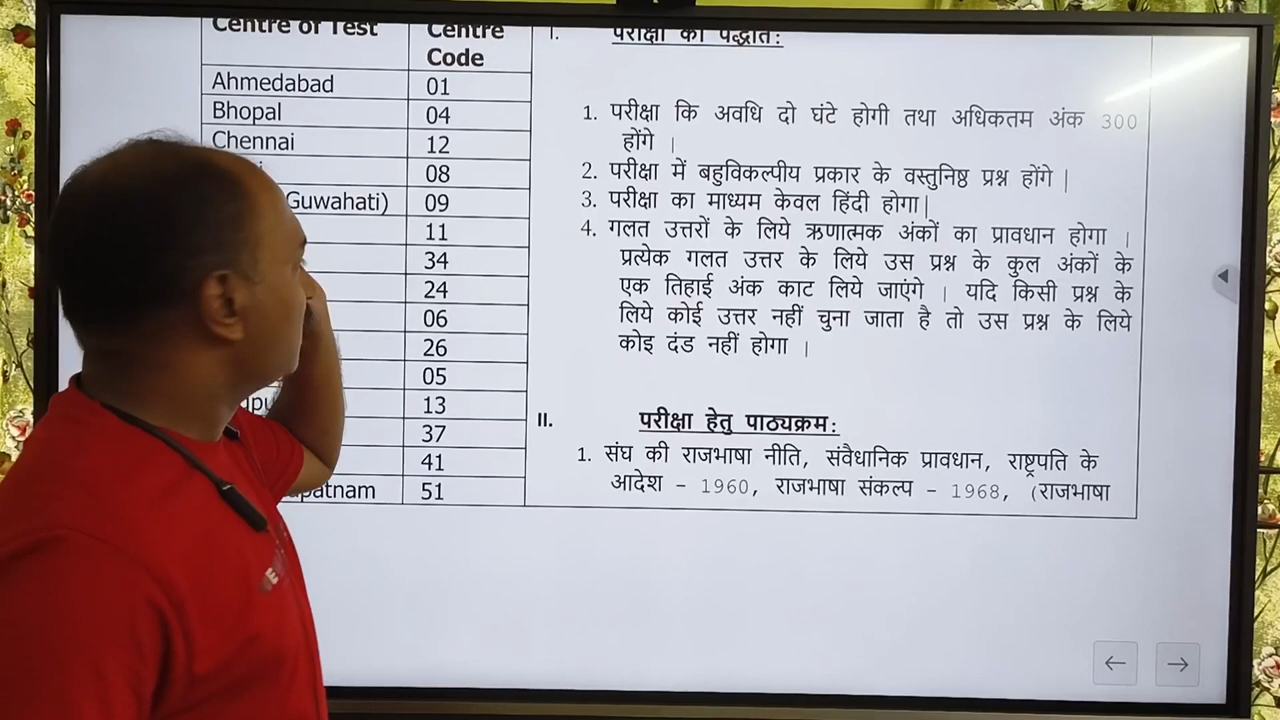 Centre of Test
Centre
Code
Ahmedabad 01
Bhopal 04
Chennai 12
08
Guwahati) 09
11
34
24
06
26
05
13
37
41
patnam 51
I. परीक्षा की पद्धति:
1. परीक्षा कि अवधि दो घंटे होगी तथा अधिकतम अंक 300
होंगे |
2. परीक्षा में बहुविकल्पीय प्रकार के वस्तुनिष्ठ प्रश्न होंगे |
3. परीक्षा का माध्यम केवल हिंदी होगा|
4. गलत उत्तरों के लिये ऋणात्मक अंकों का प्रावधान होगा |
प्रत्येक गलत उत्तर के लिये उस प्रश्न के कुल अंकों के
एक तिहाई अंक काट लिये जाएंगे | यदि किसी प्रश्न के
लिये कोई उत्तर नहीं चुना जाता है तो उस प्रश्न के लिये
कोइ दंड नहीं होगा |
II. परीक्षा हेतु पाठ्यक्रम:
1. संघ की राजभाषा नीति, संवैधानिक प्रावधान, राष्ट्रपति के
आदेश - 1960, राजभाषा संकल्प - 1968, (राजभाषा